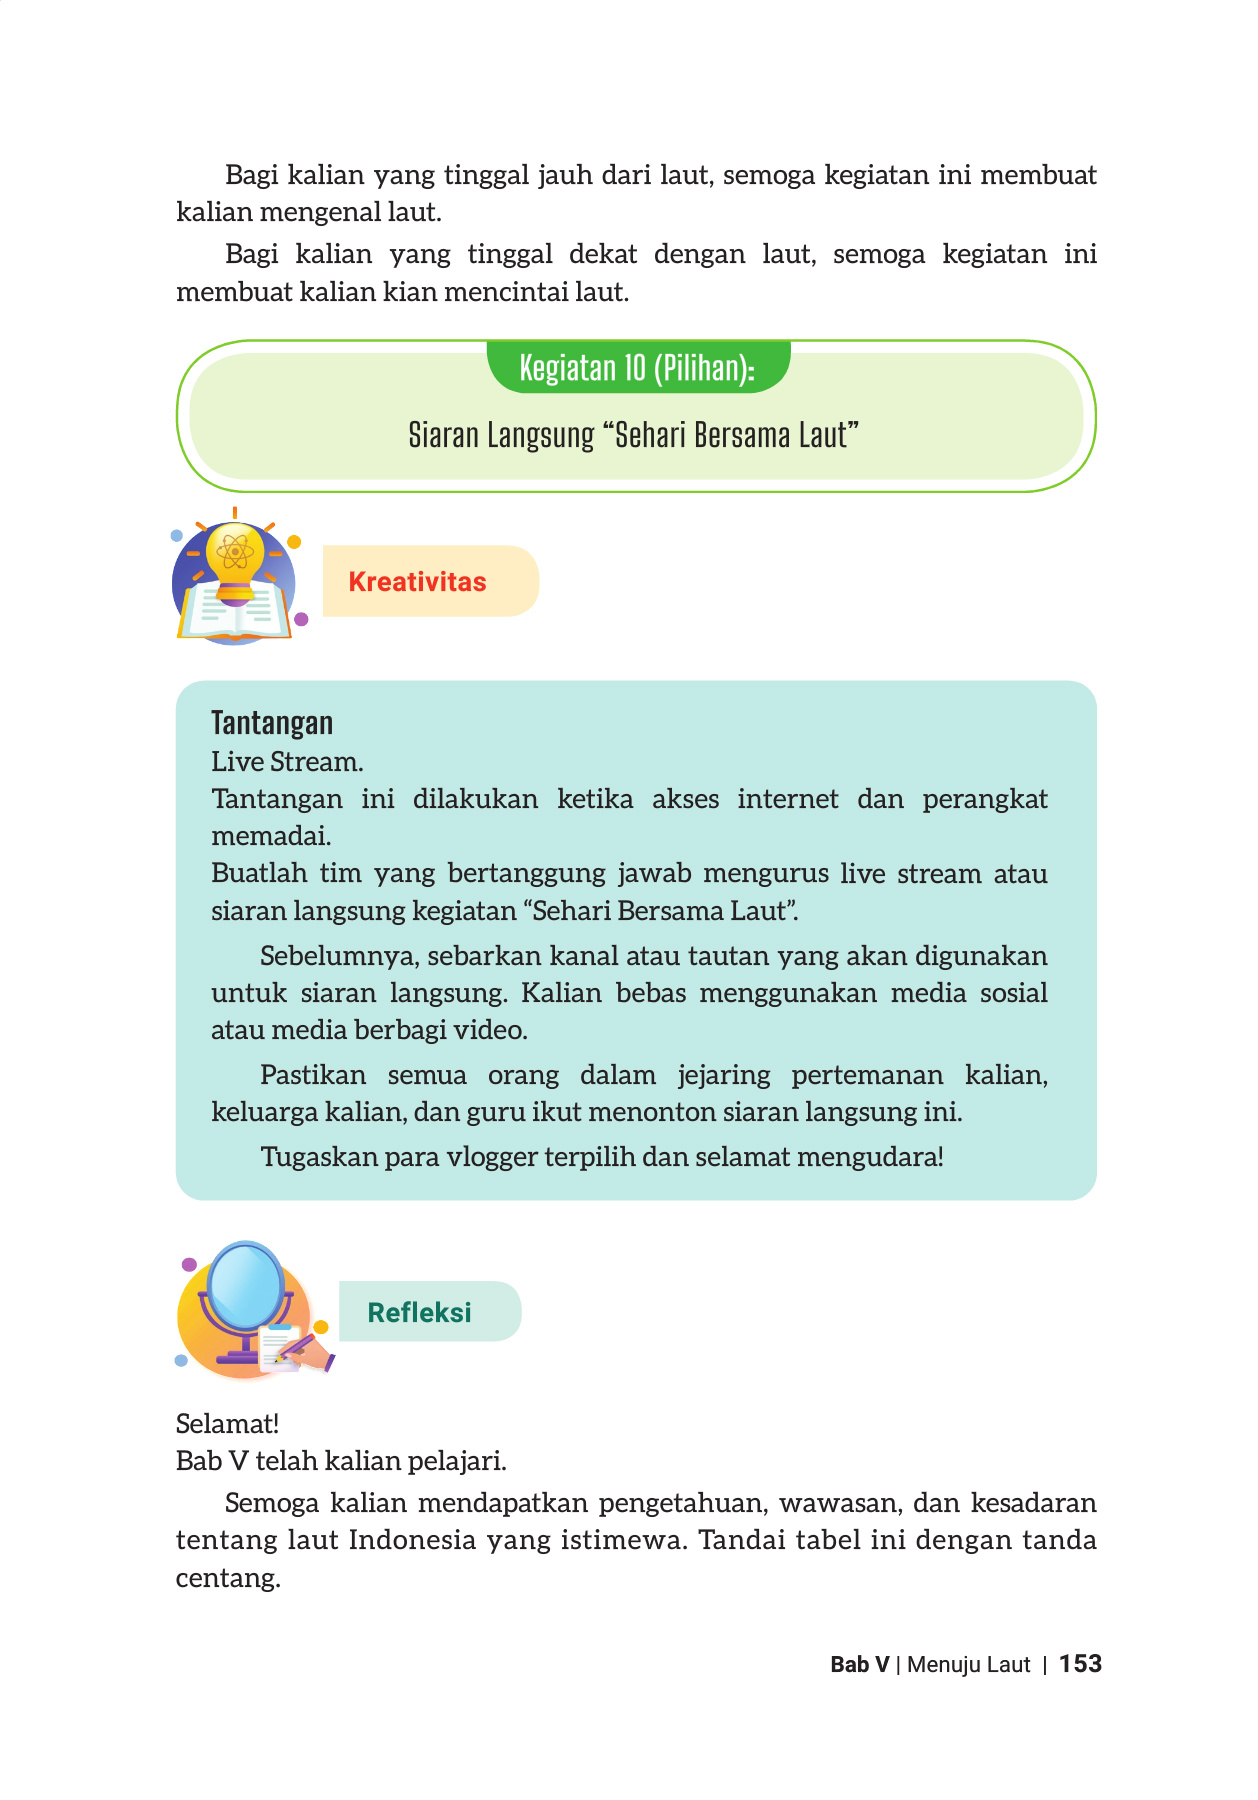 Bagi kalian yang tinggal jauh dari laut, semoga kegiatan ini membuat
kalian mengenal laut.
Bagi kalian yang tinggal dekat dengan laut, semoga kegiatan ini
membuat kalian kian mencintai laut.
Kegiatan 10 (Pilihan):
Siaran Langsung “Sehari Bersama Laut”
Kreativitas
Tantangan
Live Stream.
Tantangan ini dilakukan ketika akses internet dan perangkat
memadai.
Buatlah tim yang bertanggung jawab mengurus live stream atau
siaran langsung kegiatan “Sehari Bersama Laut”.
Sebelumnya, sebarkan kanal atau tautan yang akan digunakan
untuk siaran langsung. Kalian bebas menggunakan media sosial
atau media berbagi video.
Pastikan semua orang dalam jejaring pertemanan kalian,
keluarga kalian, dan guru ikut menonton siaran langsung ini.
Tugaskan para vlogger terpilih dan selamat mengudara!
Refleksi
Selamat!
Bab V telah kalian pelajari.
Semoga kalian mendapatkan pengetahuan, wawasan, dan kesadaran
tentang laut Indonesia yang istimewa. Tandai tabel ini dengan tanda
centang.
Bab V | Menuju Laut | 153